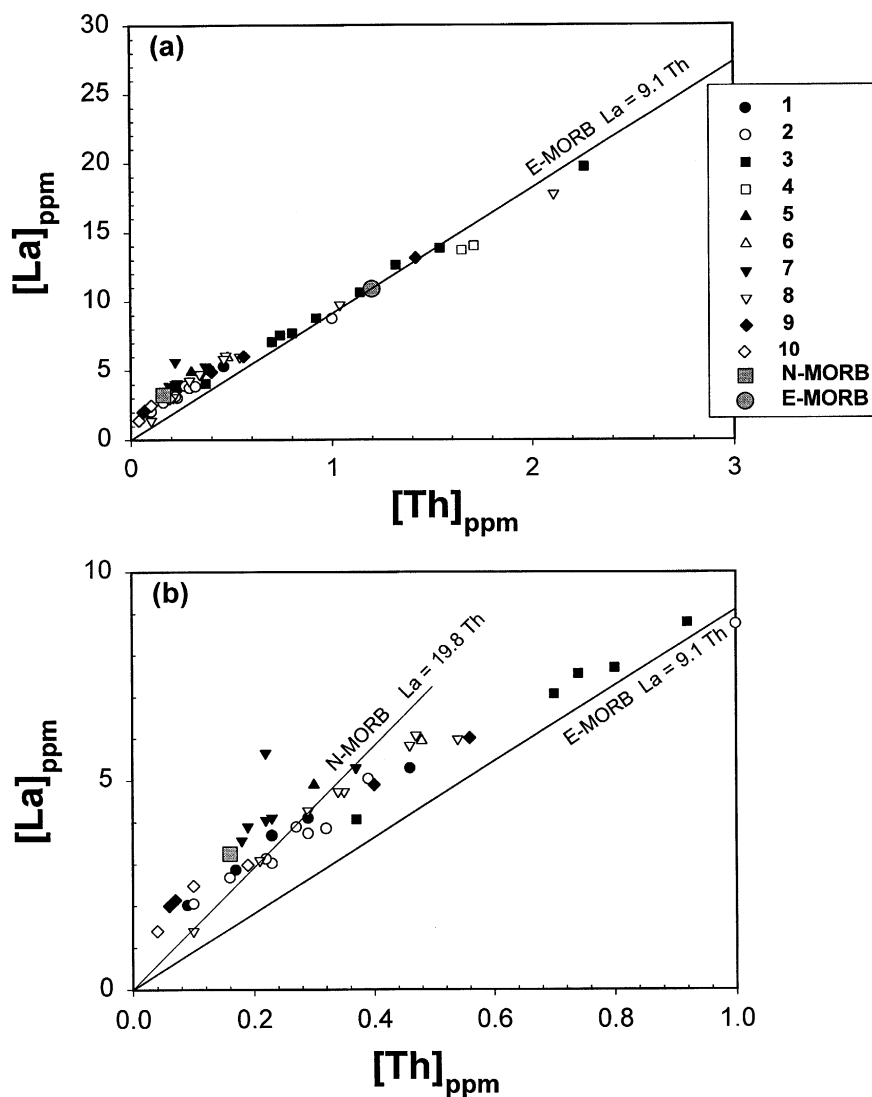 30
(a)
25
20
15
10
5
0
[La]ppm
E-MORB La = 9.1 Th
0
1
2
3
[Th]ppm
1
2
3
4
5
6
7
8
9
10
N-MORB
E-MORB
10
(b)
5
0
[La]ppm
N-MORB La = 19.8 Th
E-MORB La = 9.1 Th
0.0
0.2
0.4
0.6
0.8
1.0
[Th]ppm